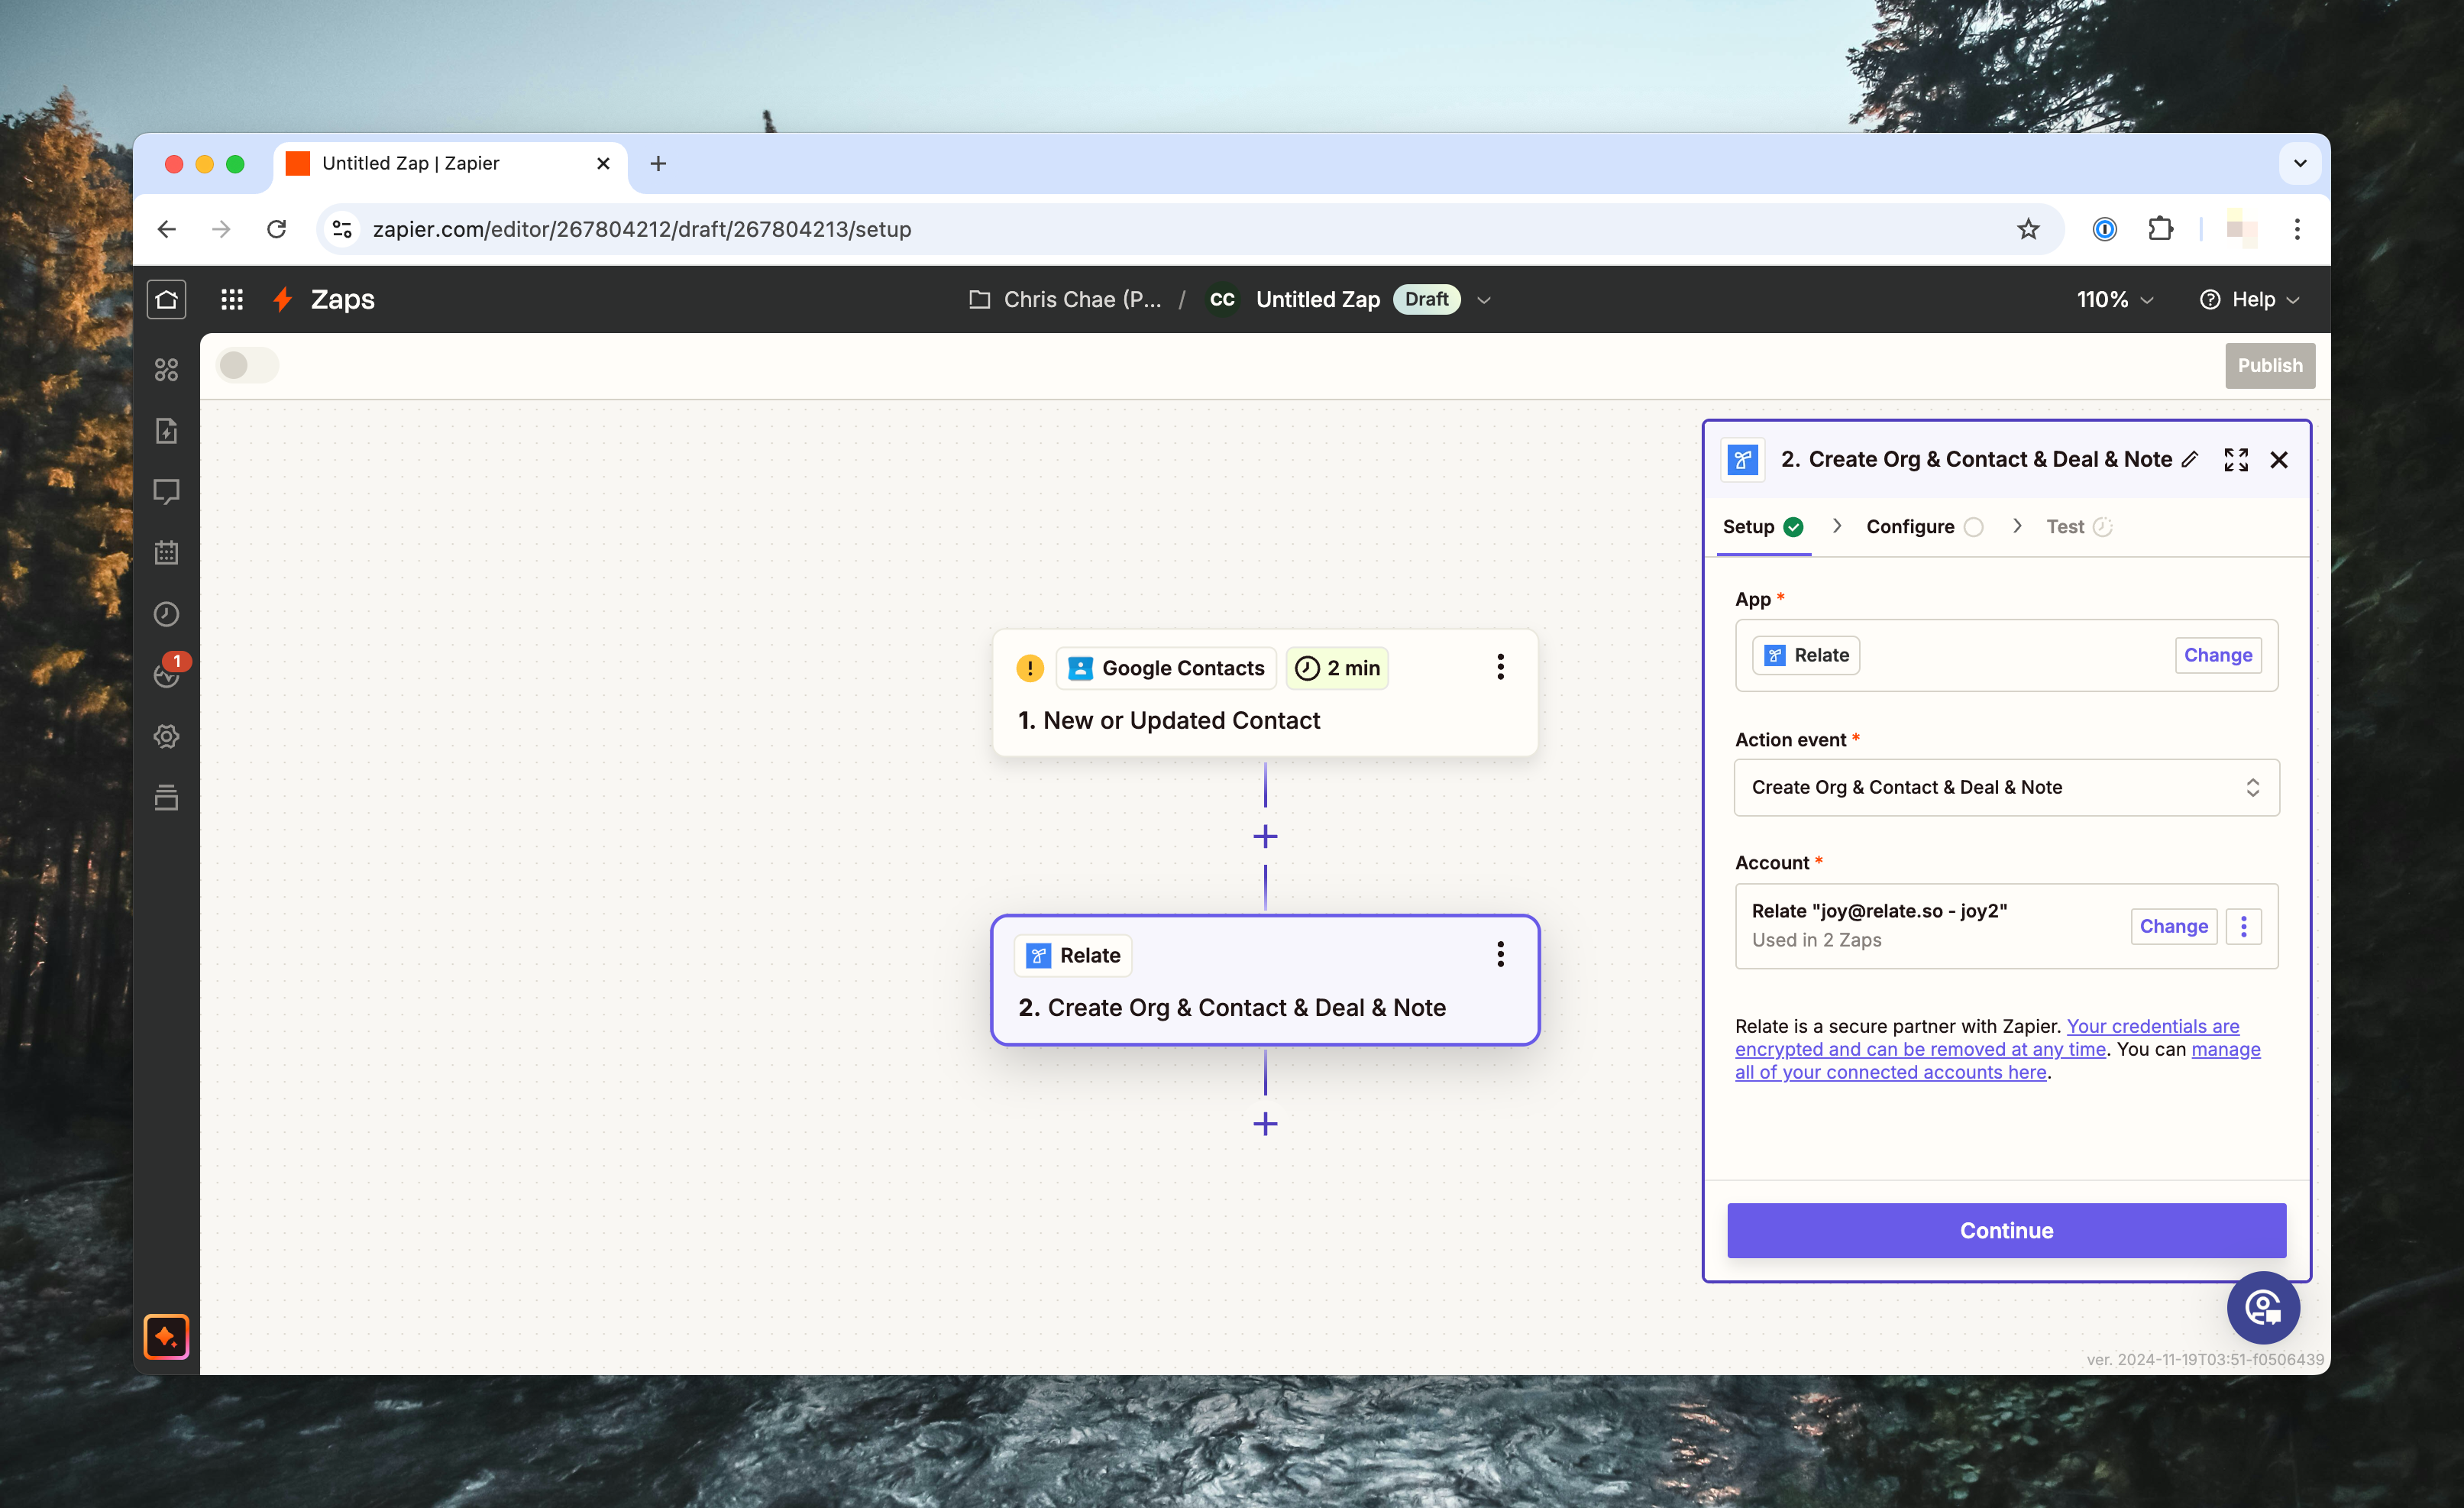 Untitled Zap | Zapier
zapier.com/editor/267804212/draft/267804213/setup
Zaps
Chris Chae (P... / CC Untitled Zap Draft
110%
Help
Publish
1
Google Contacts
2 min
1. New or Updated Contact
Relate
2. Create Org & Contact & Deal & Note
2. Create Org & Contact & Deal & Note
Setup
Configure
Test
App *
Relate
Change
Action event *
Create Org & Contact & Deal & Note
Account *
Relate "joy@relate.so - joy2"
Used in 2 Zaps
Change
Relate is a secure partner with Zapier. Your credentials are
encrypted and can be removed at any time. You can manage
all of your connected accounts here.
Continue
ver. 2024-11-19T03:51-f0506439